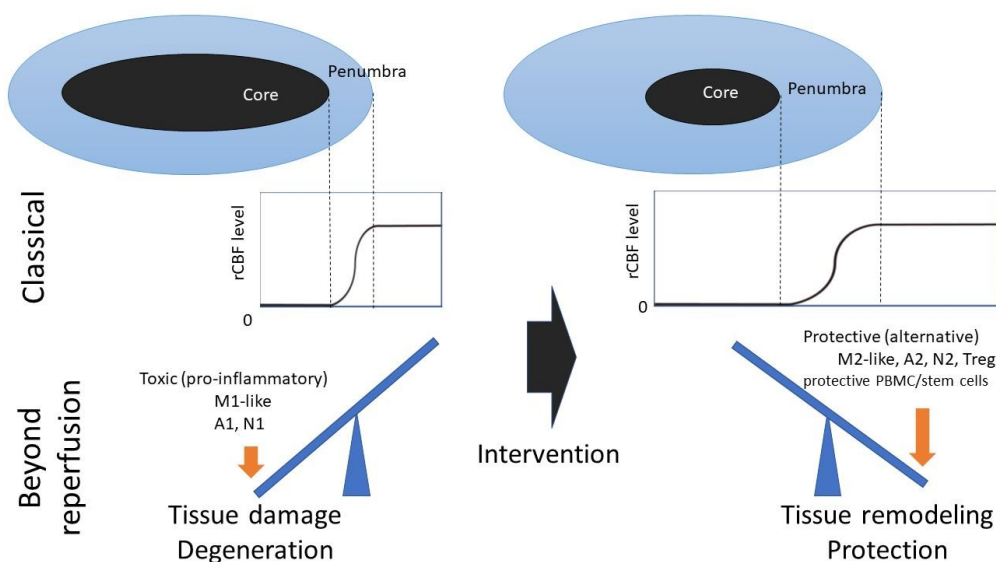 Penumbra
Core
Core
Penumbra
Classical
rCBF level
0
rCBF level
0
Beyond
reperfusion
Toxic (pro-inflammatory)
M1-like
A1, N1
Tissue damage
Degeneration
Intervention
Protective (alternative)
M2-like, A2, N2, Treg
protective PBMC/stem cells
Tissue remodeling
Protection